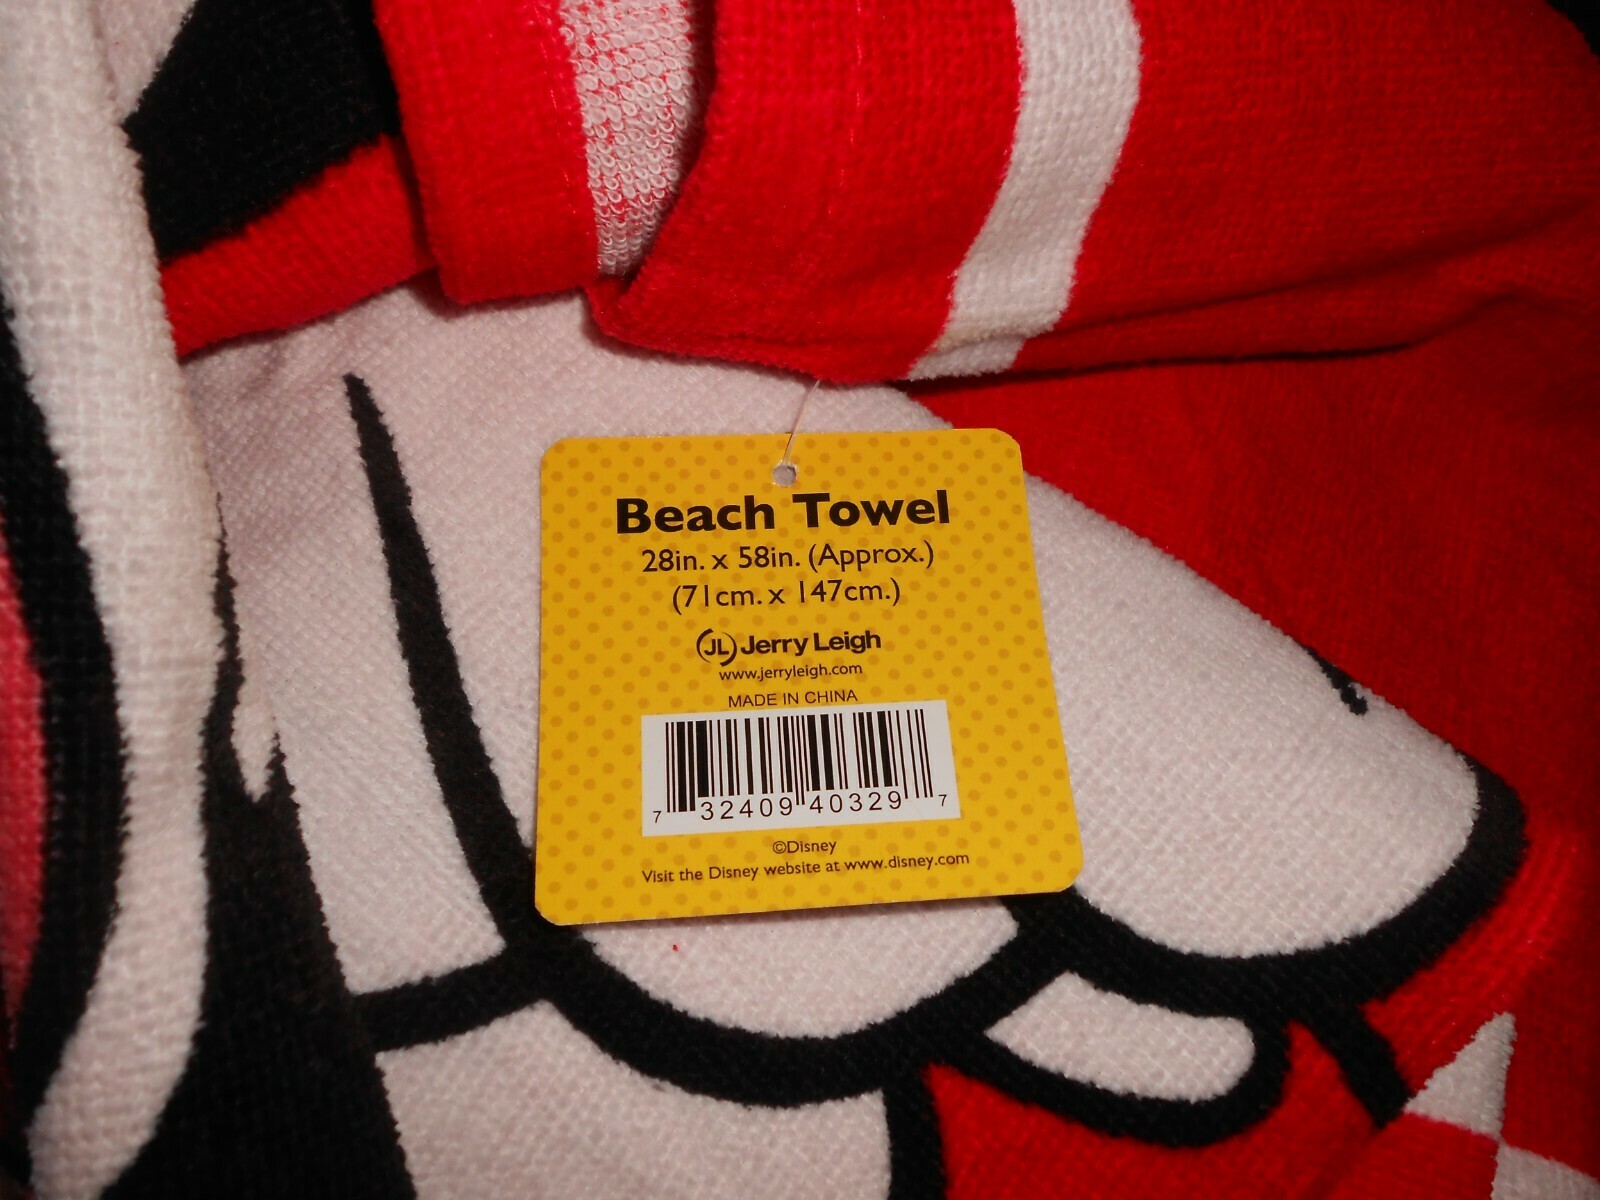 Beach Towel
28in. x 58in. (Approx.)
(71cm. x 147cm.)
JL Jerry Leigh
www.jerryleigh.com
MADE IN CHINA
7 32409 40329 7
©Disney
Visit the Disney website at www.disney.com